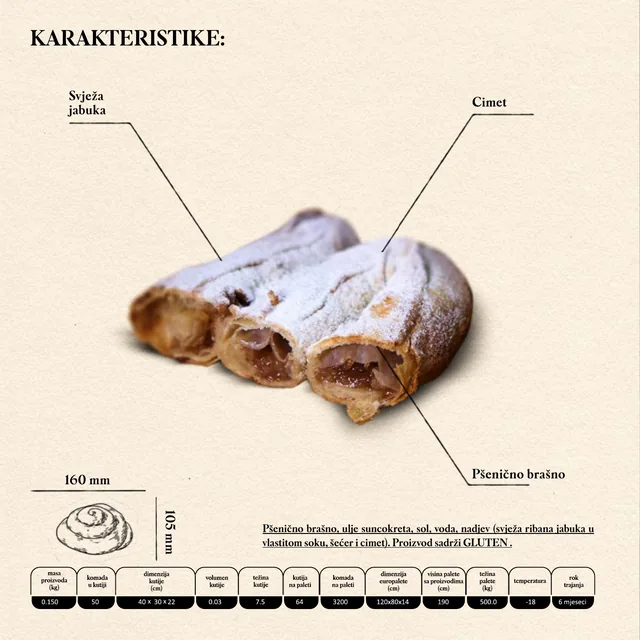 KARAKTERISTIKE:
Svježa
jabuka
Cimet
Pšenično brašno
160 mm
105 mm
Pšenično brašno, ulje suncokreta, sol, voda, nadjev (svježa ribana jabuka u
vlastitom soku, šećer i cimet). Proizvod sadrži GLUTEN .
masa
proizvoda
(kg)
0.150
komada
u kutiji
50
dimenzija
kutije
(cm)
40 x 30 x 22
volumen
kutije
0.03
težina
kutije
7.5
kutija
na paleti
64
komada
na paleti
3200
dimenzija
europalete
(cm)
120x80x14
visina palete
sa proizvodima
(cm)
190
težina
palete
(kg)
500.0
temperatura
-18
rok
trajanja
6 mjeseci